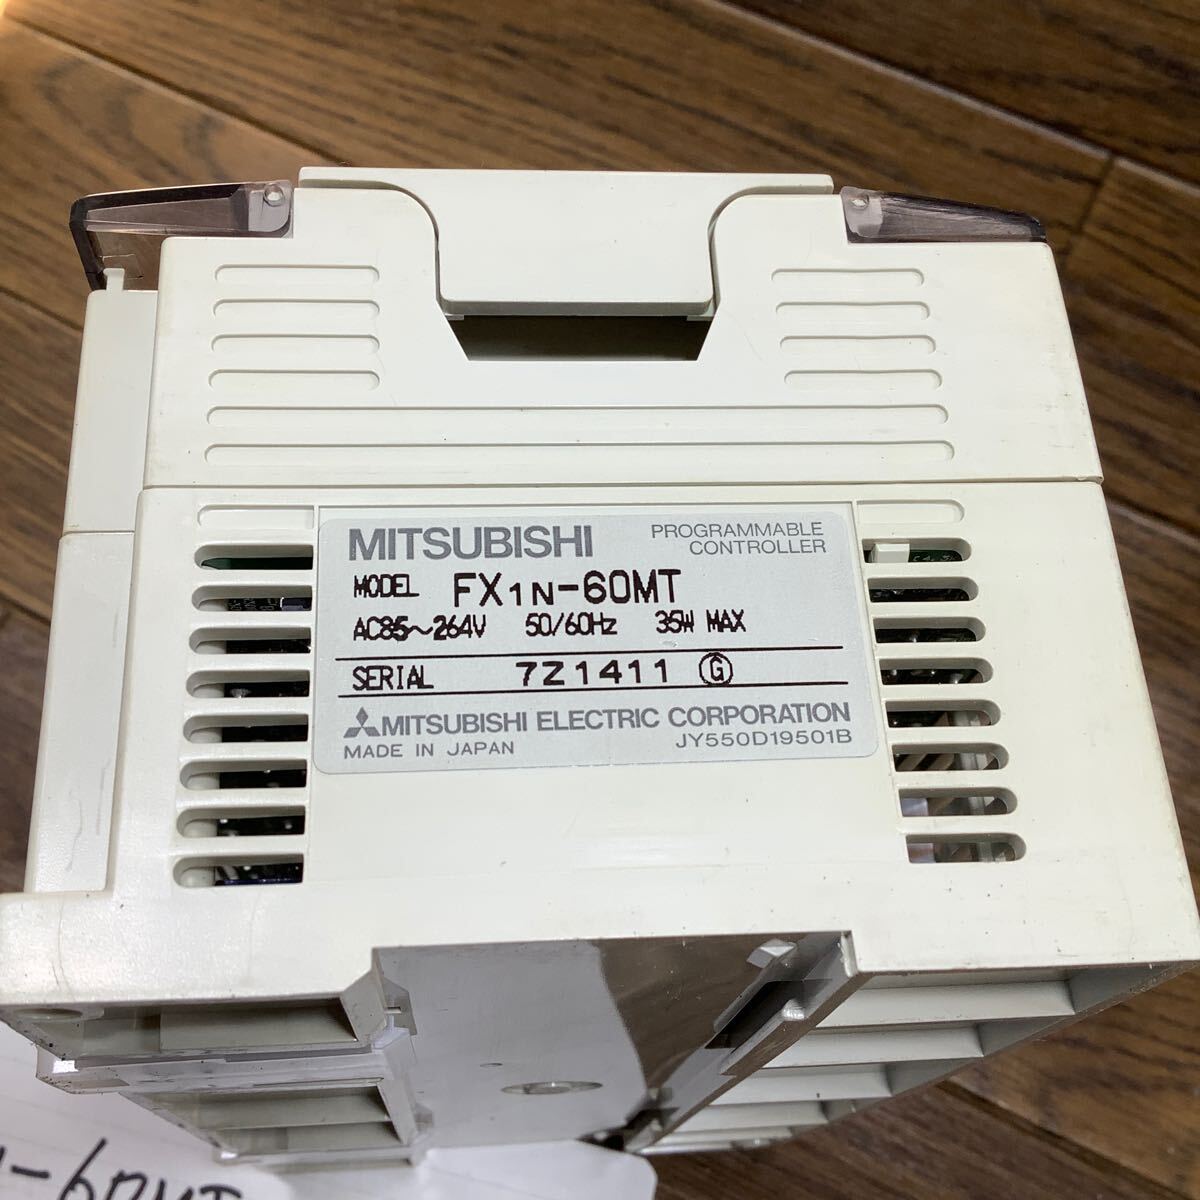 MITSUBISHI
PROGRAMMABLE
CONTROLLER
MODEL FX1N-60MT
AC85~264V 50/60Hz 35W MAX
SERIAL 7Z1411 G
MITSUBISHI ELECTRIC CORPORATION
MADE IN JAPAN JY550D19501B
-60MT